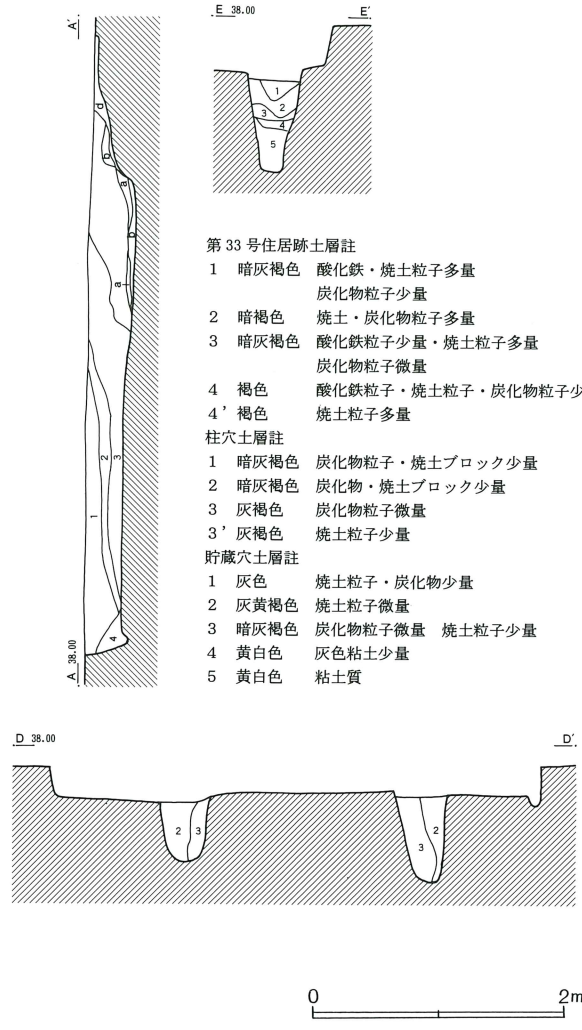 A′
A 38.00
d
b
a
b
a
2
3
1
4
E 38.00 E′
1
2
3
4
5
第33号住居跡土層註
1 暗灰褐色 酸化鉄・焼土粒子多量
炭化物粒子少量
2 暗褐色 焼土・炭化物粒子多量
3 暗灰褐色 酸化鉄粒子少量・焼土粒子多量
炭化物粒子微量
4 褐色 酸化鉄粒子・焼土粒子・炭化物粒子少
4’ 褐色 焼土粒子多量
柱穴土層註
1 暗灰褐色 炭化物粒子・焼土ブロック少量
2 暗灰褐色 炭化物・焼土ブロック少量
3 灰褐色 炭化物粒子微量
3’ 灰褐色 焼土粒子少量
貯蔵穴土層註
1 灰色 焼土粒子・炭化物少量
2 灰黄褐色 焼土粒子微量
3 暗灰褐色 炭化物粒子微量 焼土粒子少量
4 黄白色 灰色粘土少量
5 黄白色 粘土質
D 38.00 D′
2 3
3 2
0 2m